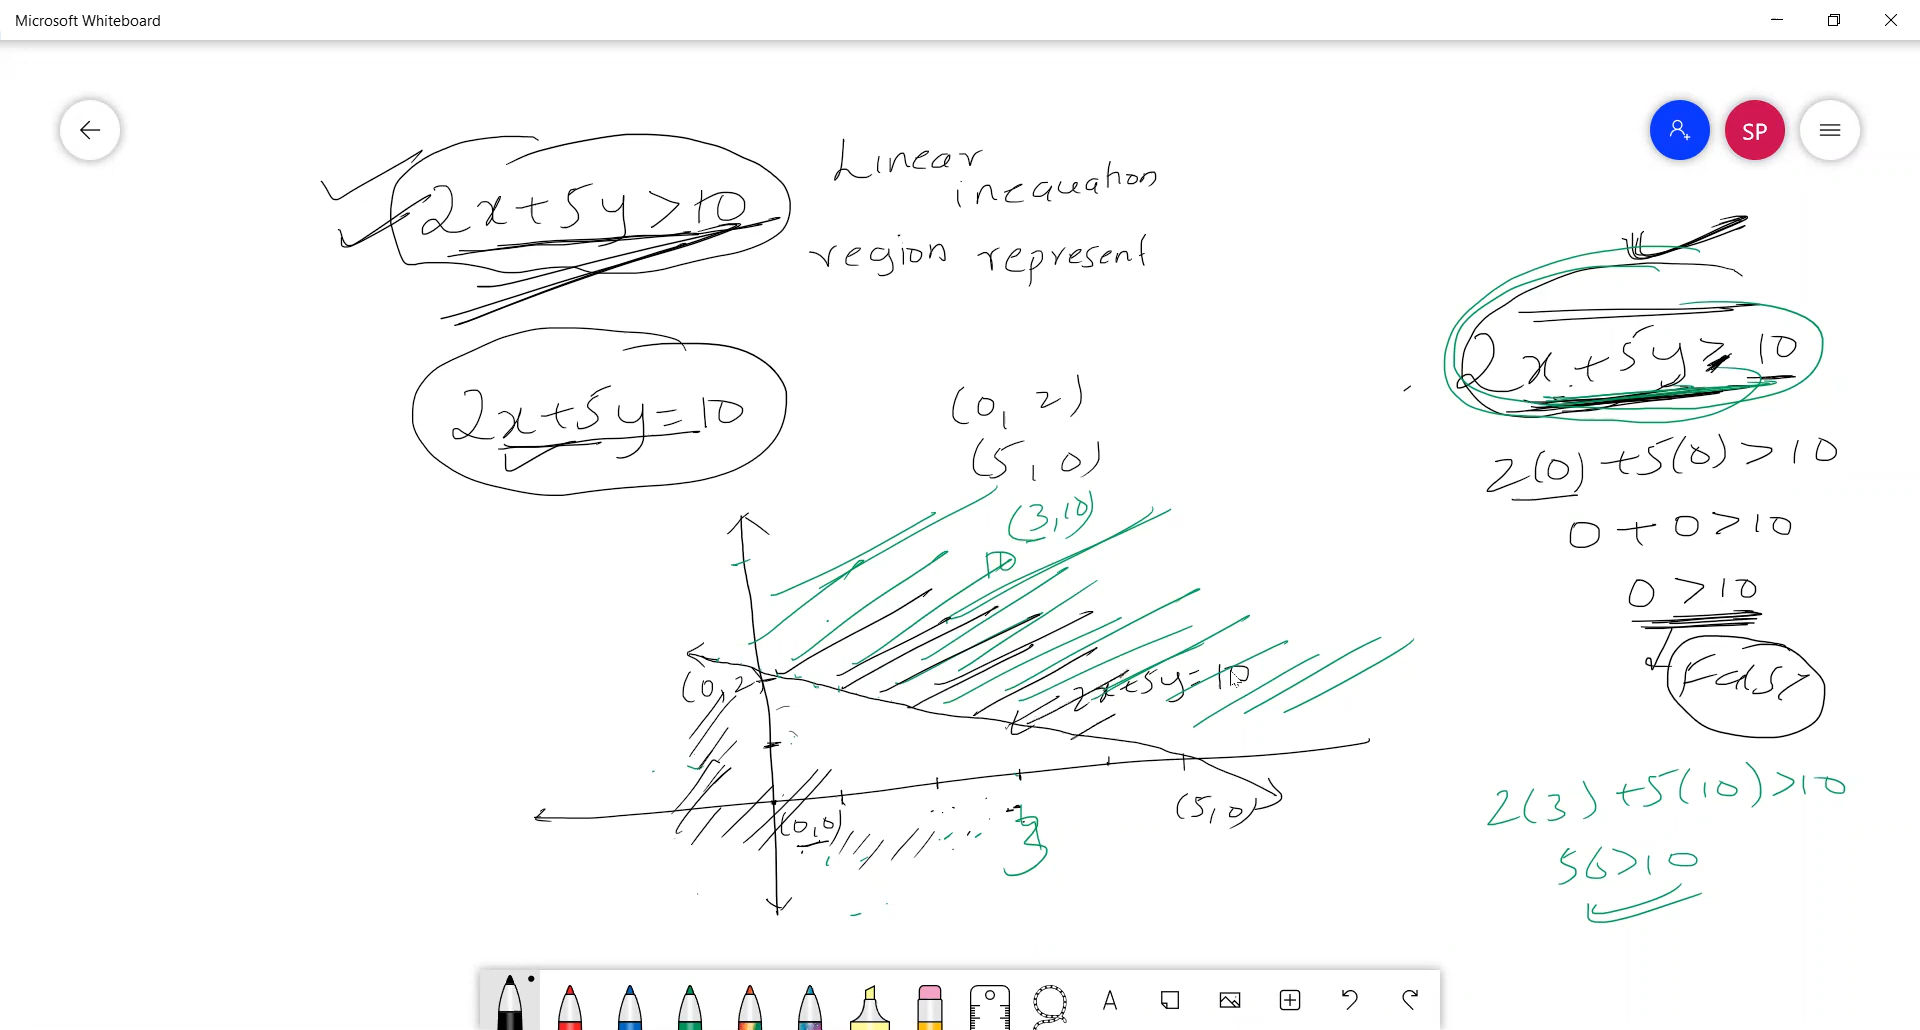 Microsoft Whiteboard
SP
2x+5y>10
Linear
inequation
region represent
2x+5y=10
(0, 2)
(5, 0)
2x+5y> 10
2(0)+5(0)>10
0+0>10
0>10
False
(3,10)
10
(0,2)
2x+5y=10
(0,0)
3
(5,0)
2(3)+5(10)>10
56>10
A